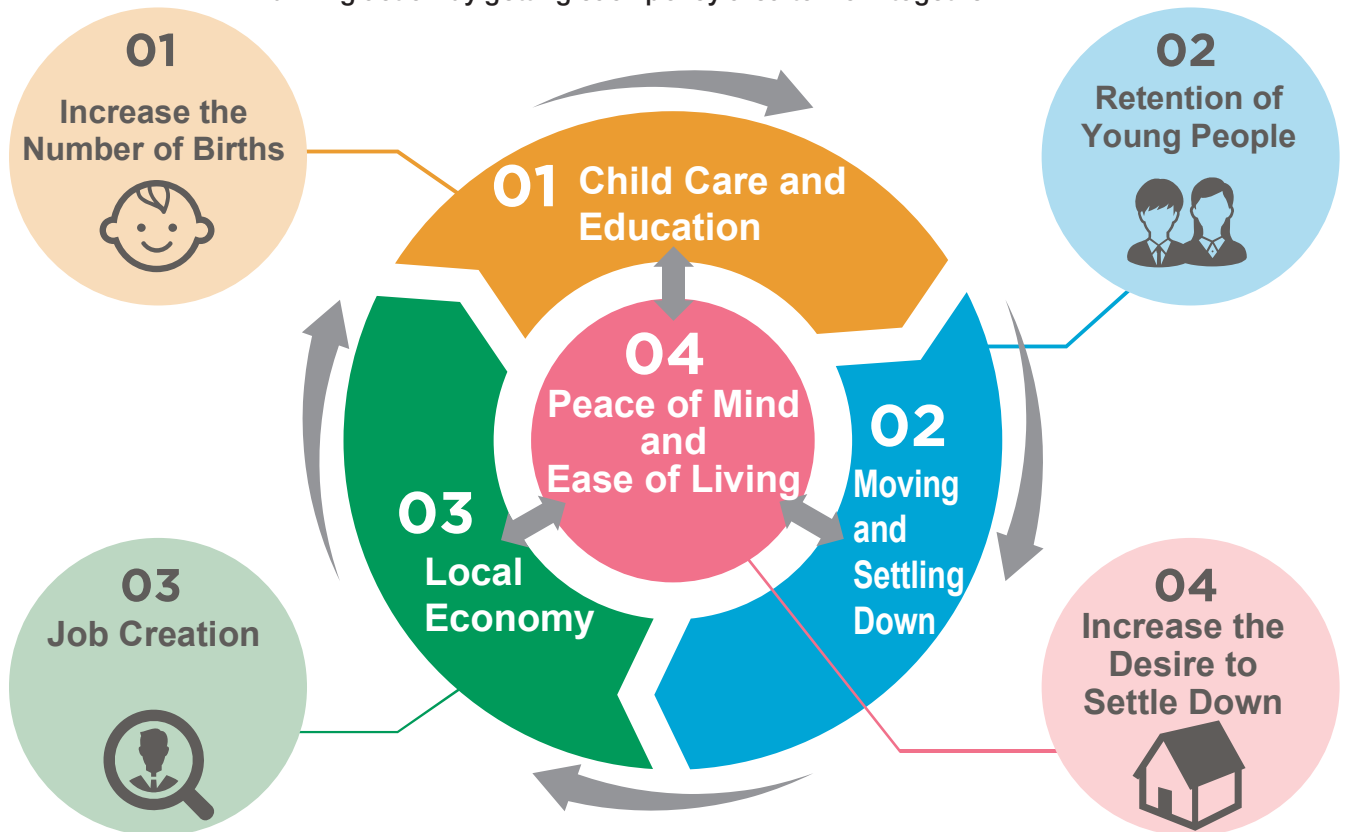 01
Increase the
Number of Births
02
Retention of
Young People
01 Child Care and
Education
04
Peace of Mind
and
Ease of Living
02
Moving
and
Settling
Down
03
Local
Economy
03
Job Creation
04
Increase the
Desire to
Settle Down